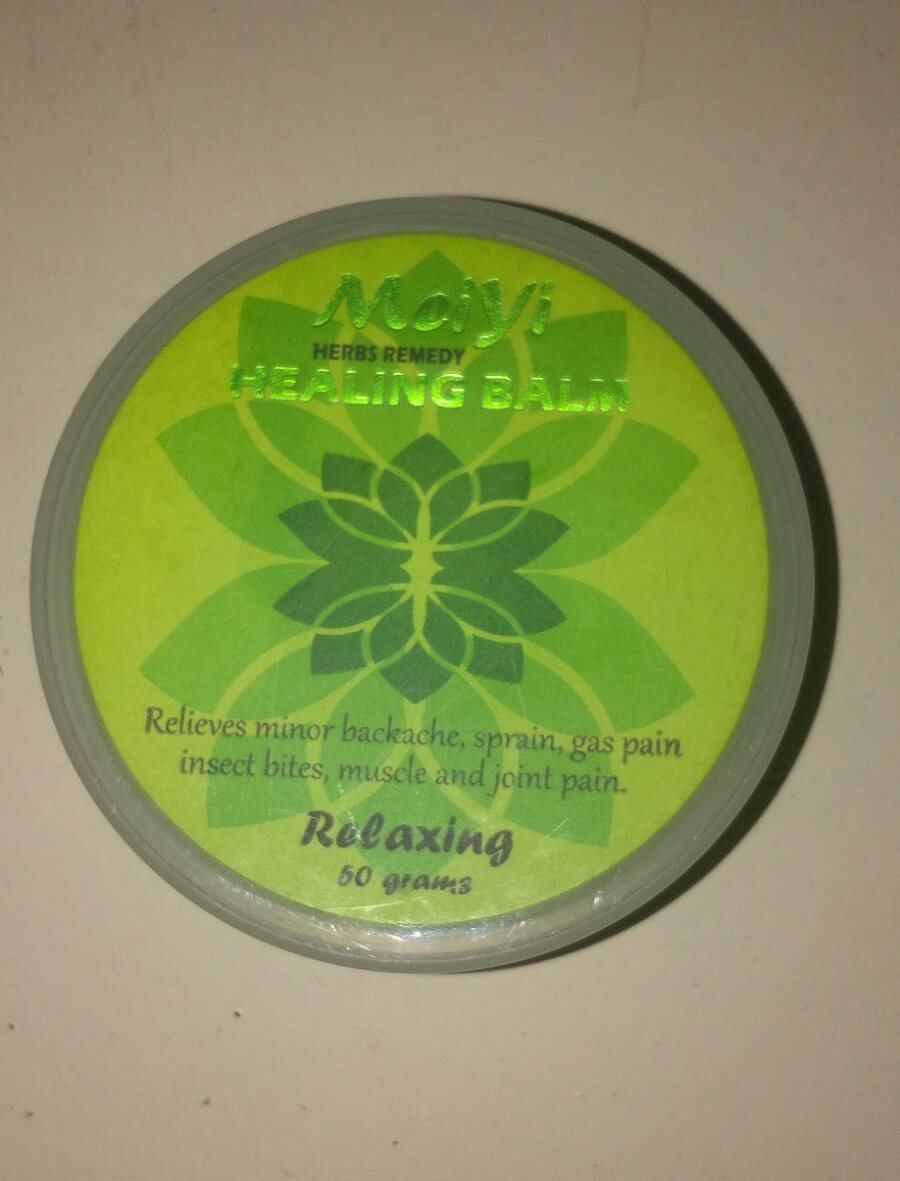 MeiYi
HERBS REMEDY
HEALING BALM
Relieves minor backache, sprain, gas pain
insect bites, muscle and joint pain.
Relaxing
50 grams